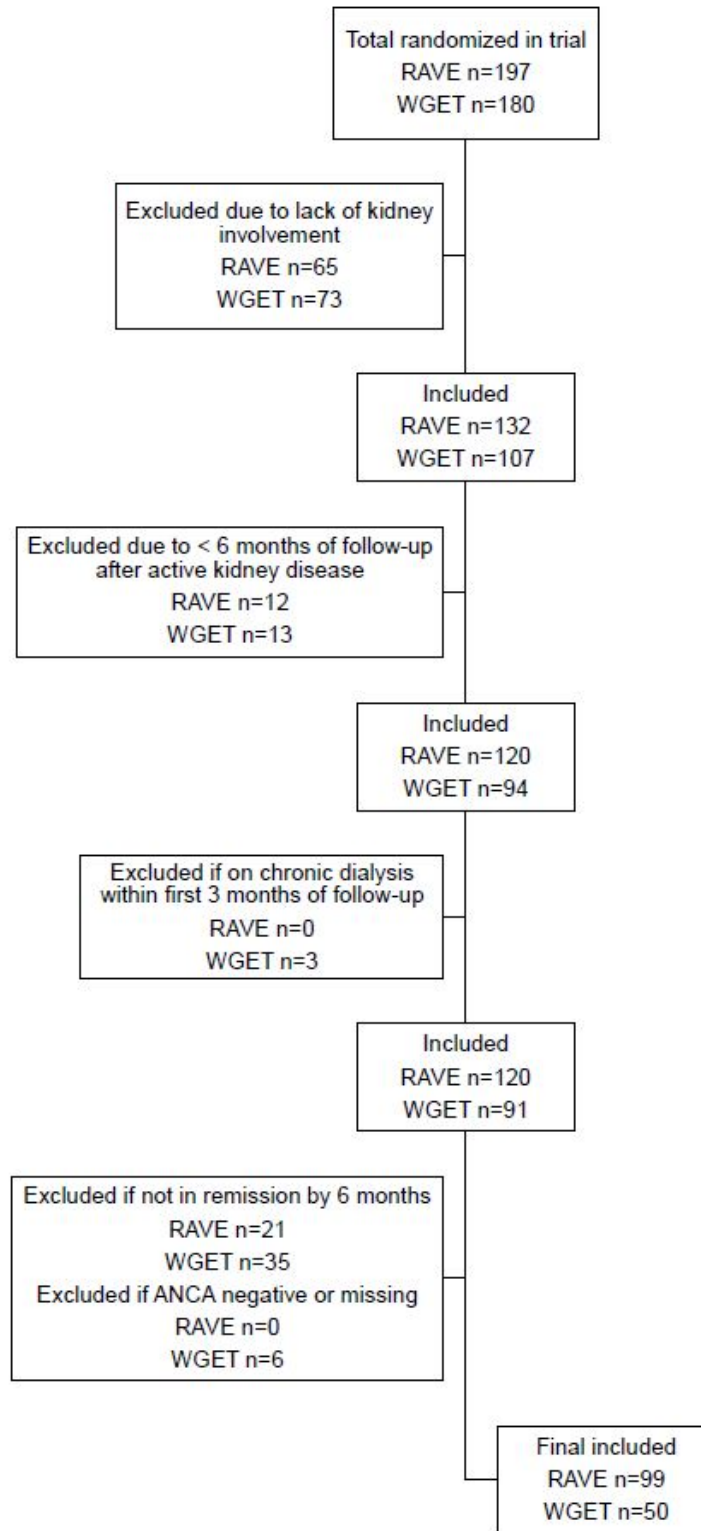 Total randomized in trial
RAVE n=197
WGET n=180
Excluded due to lack of kidney
involvement
RAVE n=65
WGET n=73
Included
RAVE n=132
WGET n=107
Excluded due to < 6 months of follow-up
after active kidney disease
RAVE n=12
WGET n=13
Included
RAVE n=120
WGET n=94
Excluded if on chronic dialysis
within first 3 months of follow-up
RAVE n=0
WGET n=3
Included
RAVE n=120
WGET n=91
Excluded if not in remission by 6 months
RAVE n=21
WGET n=35
Excluded if ANCA negative or missing
RAVE n=0
WGET n=6
Final included
RAVE n=99
WGET n=50